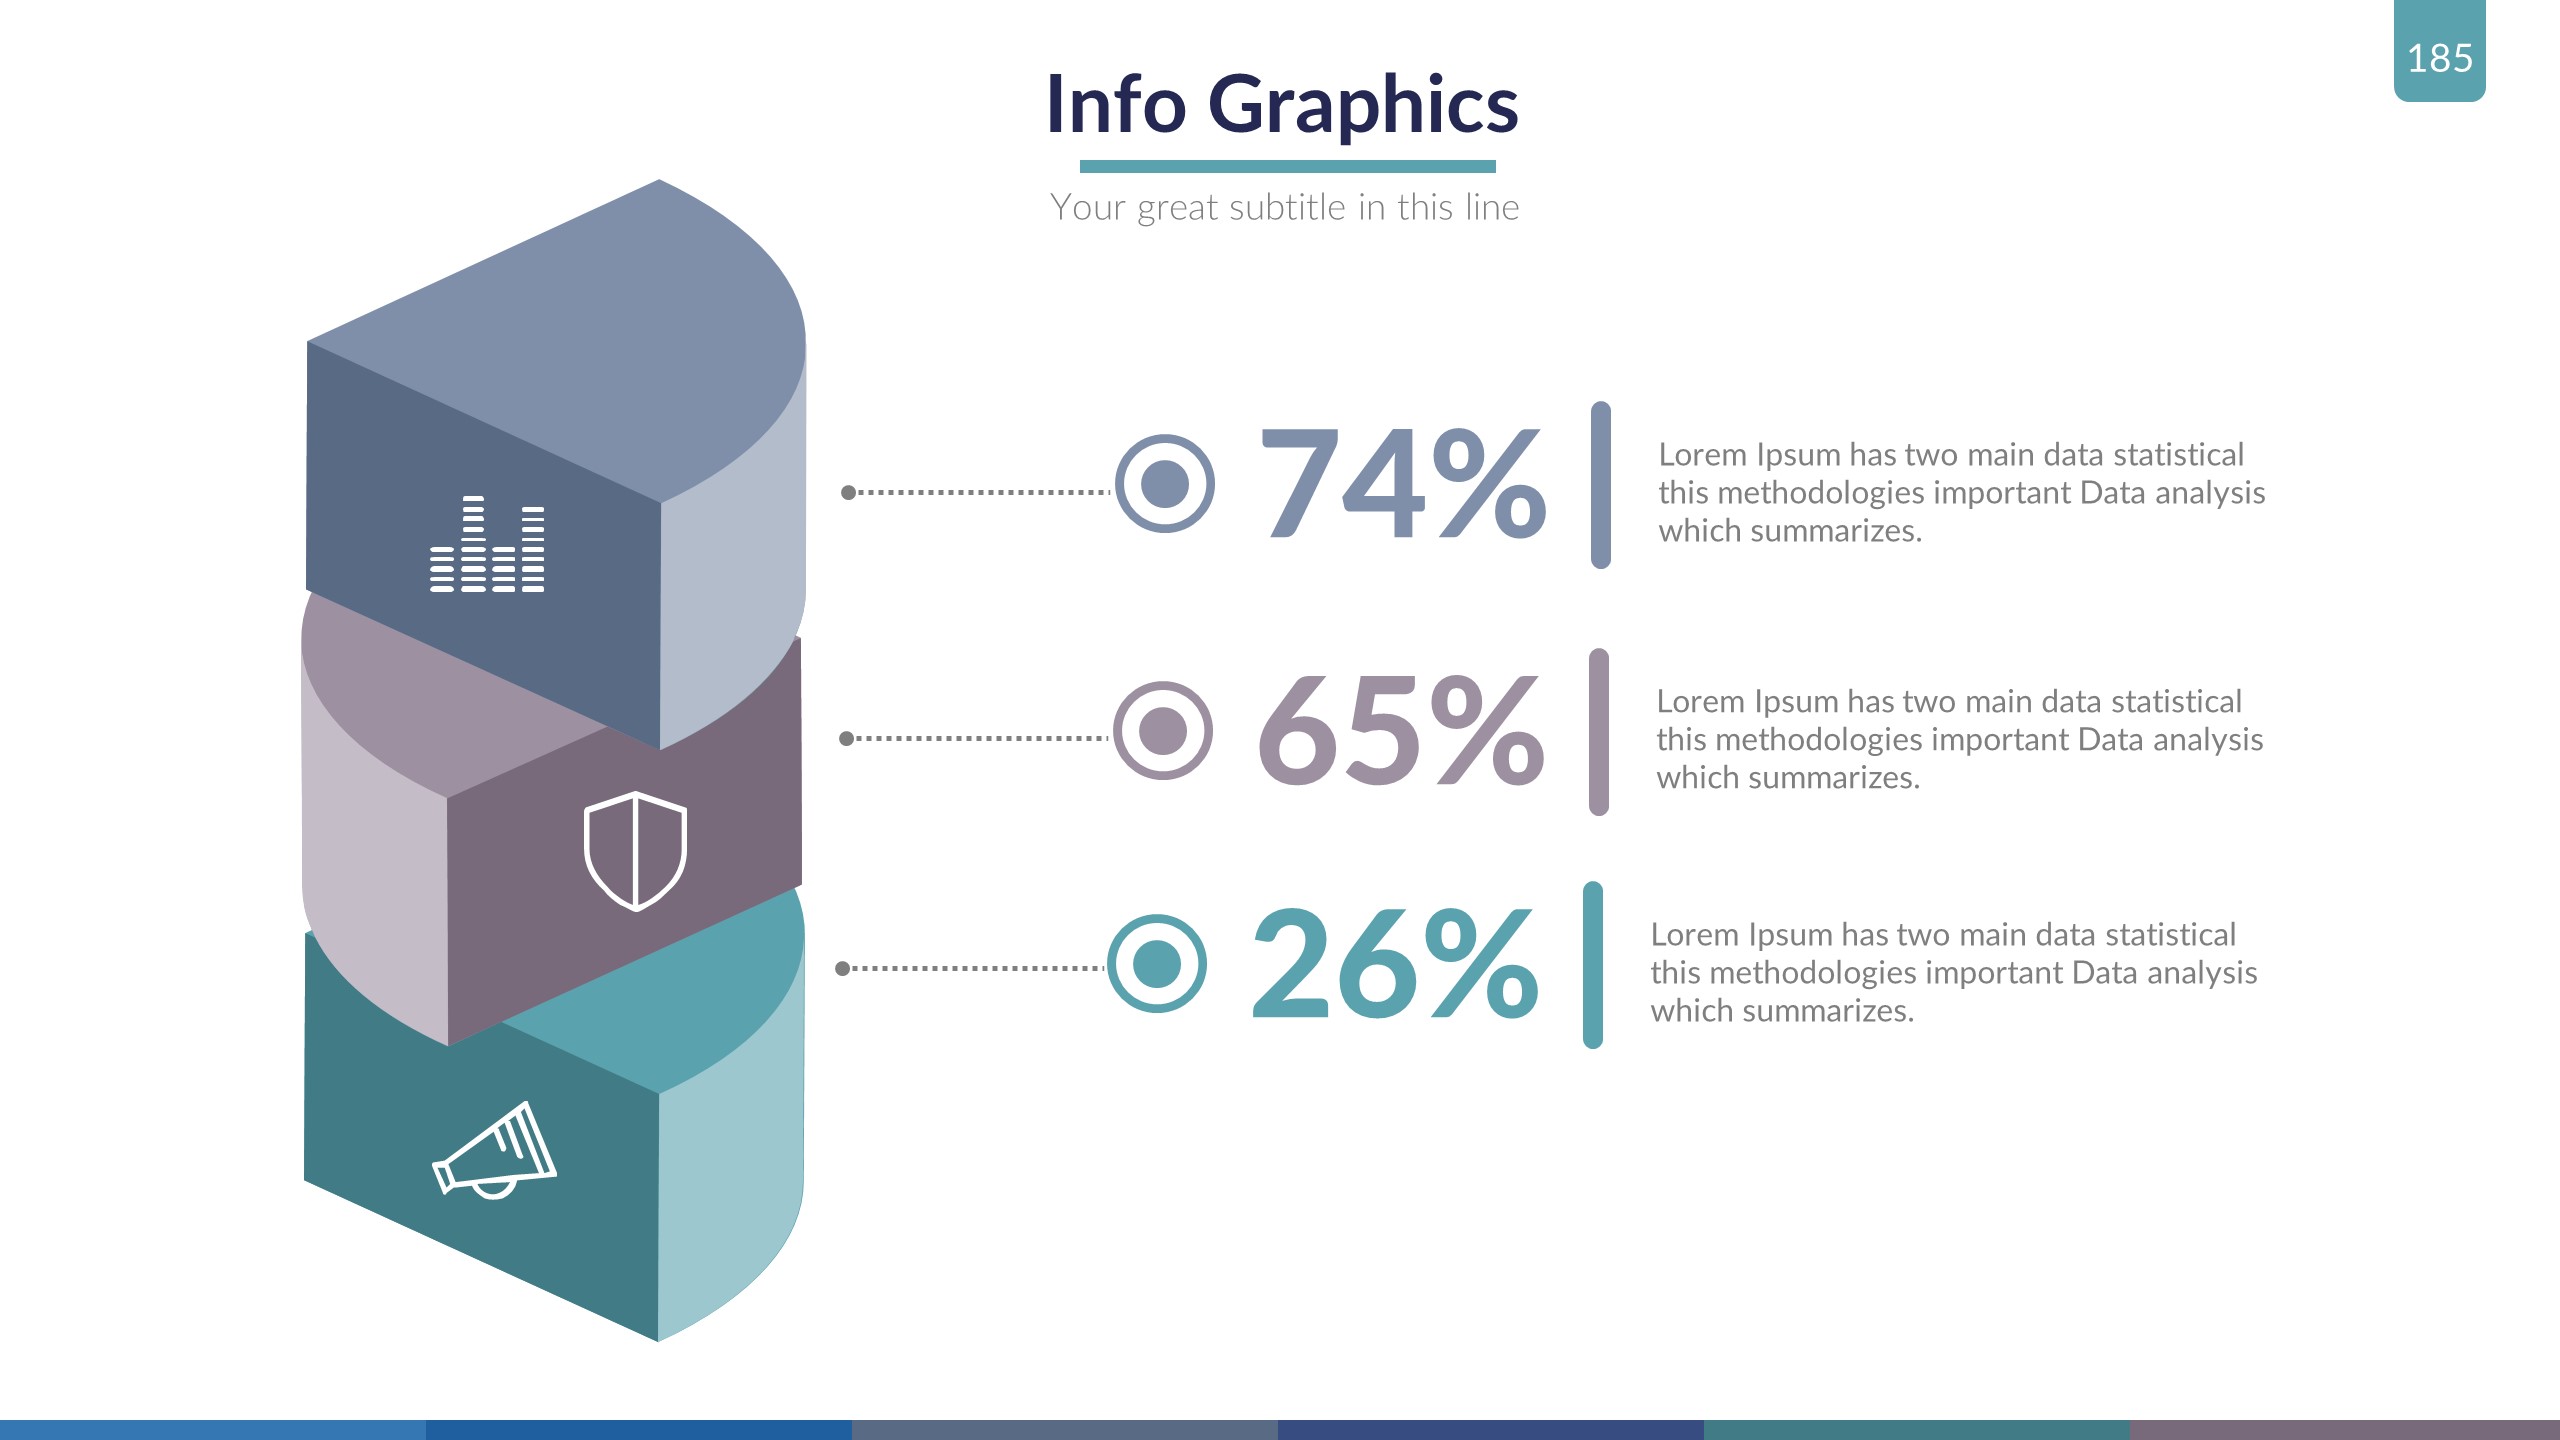 185
Info Graphics
Your great subtitle in this line
74%
Lorem Ipsum has two main data statistical
this methodologies important Data analysis
which summarizes.
65%
Lorem Ipsum has two main data statistical
this methodologies important Data analysis
which summarizes.
26%
Lorem Ipsum has two main data statistical
this methodologies important Data analysis
which summarizes.